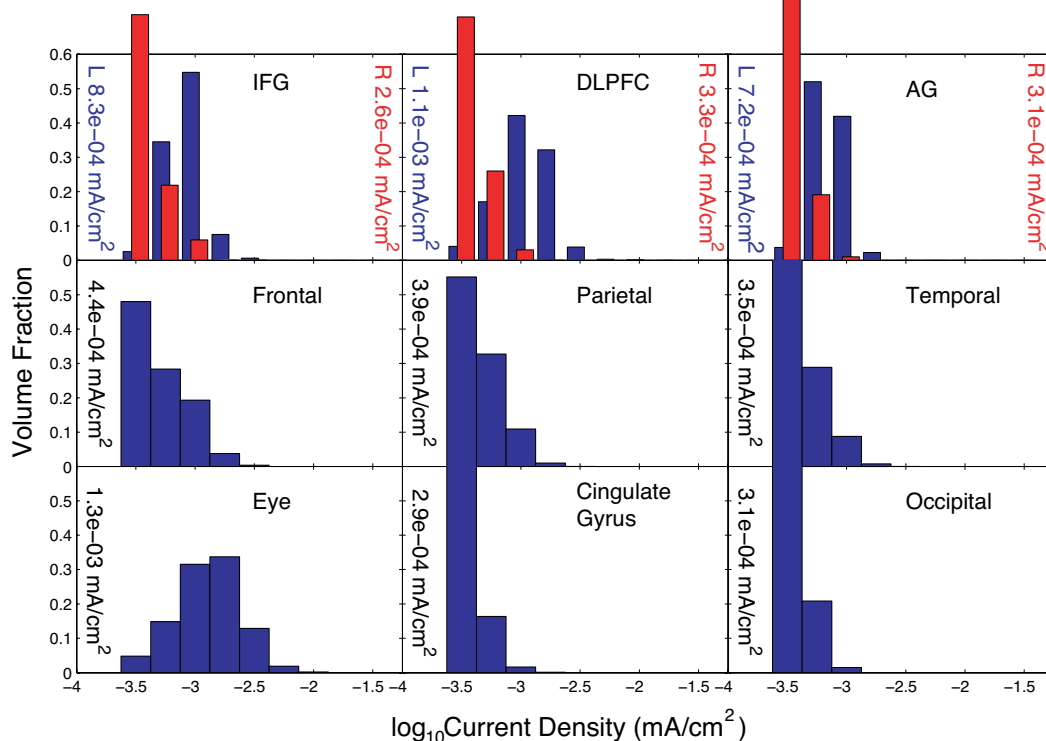 0.6
0.5
0.4
0.3
0.2
0.1
0
L 8.3e−04 mA/cm²
IFG
R 2.6e−04 mA/cm²
L 1.1e−03 mA/cm²
DLPFC
R 3.3e−04 mA/cm²
L 7.2e−04 mA/cm²
AG
R 3.1e−04 mA/cm²
Volume Fraction
0.5
0.4
0.3
0.2
0.1
0
4.4e−04 mA/cm²
Frontal
3.9e−04 mA/cm²
Parietal
3.5e−04 mA/cm²
Temporal
0.5
0.4
0.3
0.2
0.1
0
1.3e−03 mA/cm²
Eye
2.9e−04 mA/cm²
Cingulate
Gyrus
3.1e−04 mA/cm²
Occipital
−4 −3.5 −3 −2.5 −2 −1.5 −4 −3.5 −3 −2.5 −2 −1.5 −4 −3.5 −3 −2.5 −2 −1.5
log₁₀Current Density (mA/cm²)